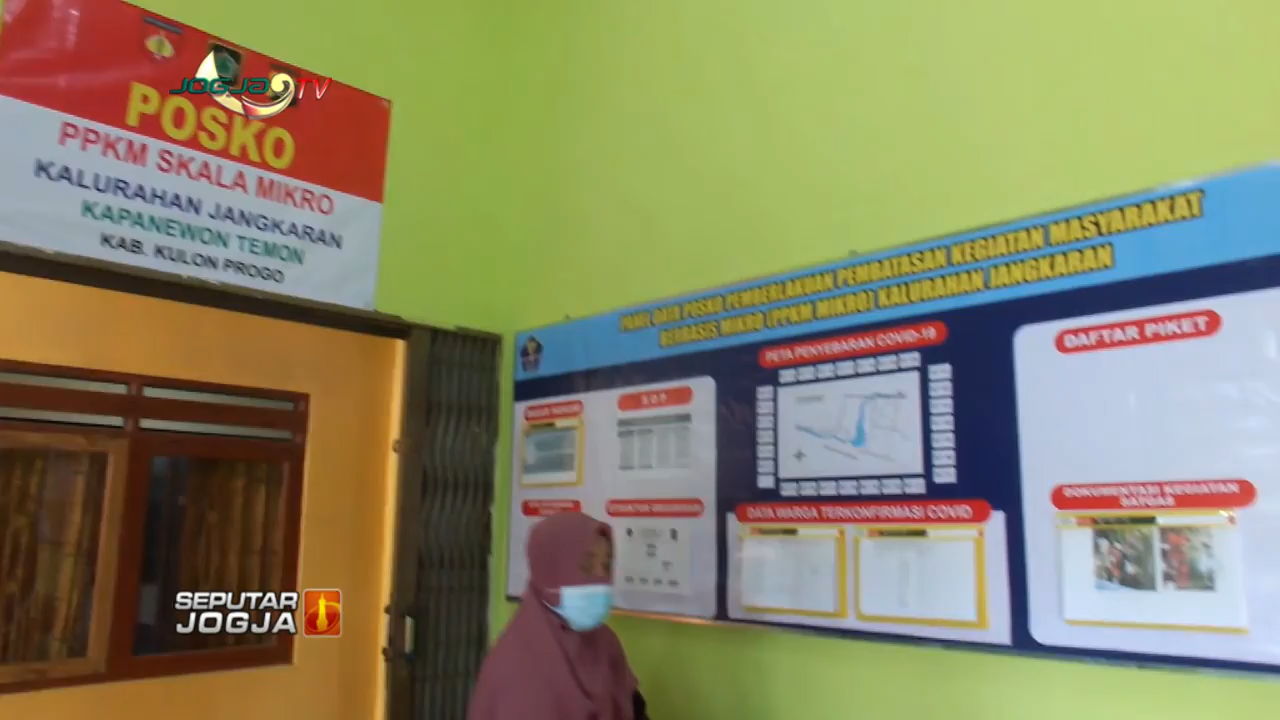 JOGJA TV
POSKO
PPKM SKALA MIKRO
KALURAHAN JANGKARAN
KAPANEWON TEMON
KAB. KULON PROGO
PANEL DATA POSKO PEMBERLAKUAN PEMBATASAN KEGIATAN MASYARAKAT
BERBASIS MIKRO (PPKM MIKRO) KALURAHAN JANGKARAN
PETA PENYEBARAN COVID-19
DAFTAR PIKET
DATA WARGA TERKONFIRMASI COVID
DOKUMENTASI KEGIATAN
SATGAS
SEPUTAR
JOGJA